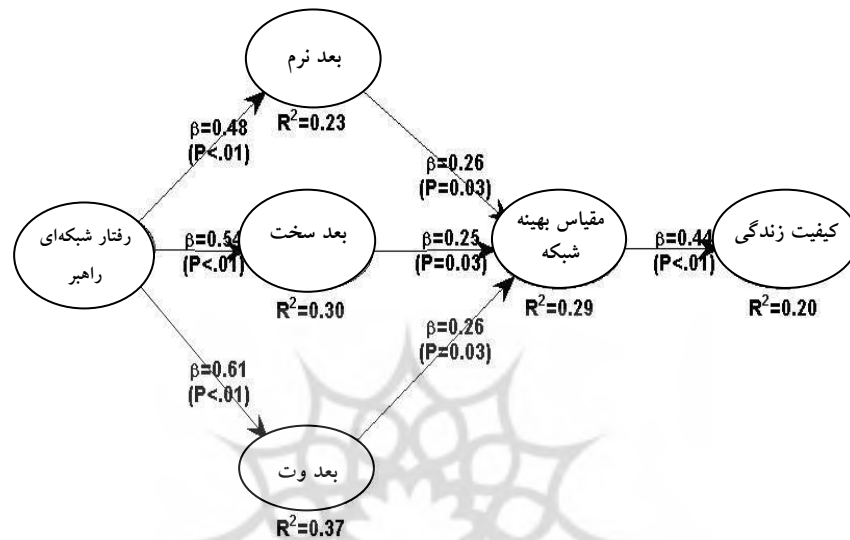 بعد نرم
R²=0.23
β=0.48
(P<.01)
β=0.26
(P=0.03)
رفتار شبکه‌ای
راهبر
β=0.54
(P<.01)
بعد سخت
R²=0.30
β=0.25
(P=0.03)
مقیاس بهینه
شبکه
R²=0.29
β=0.44
(P<.01)
کیفیت زندگی
R²=0.20
β=0.61
(P<.01)
β=0.26
(P=0.03)
بعد وت
R²=0.37